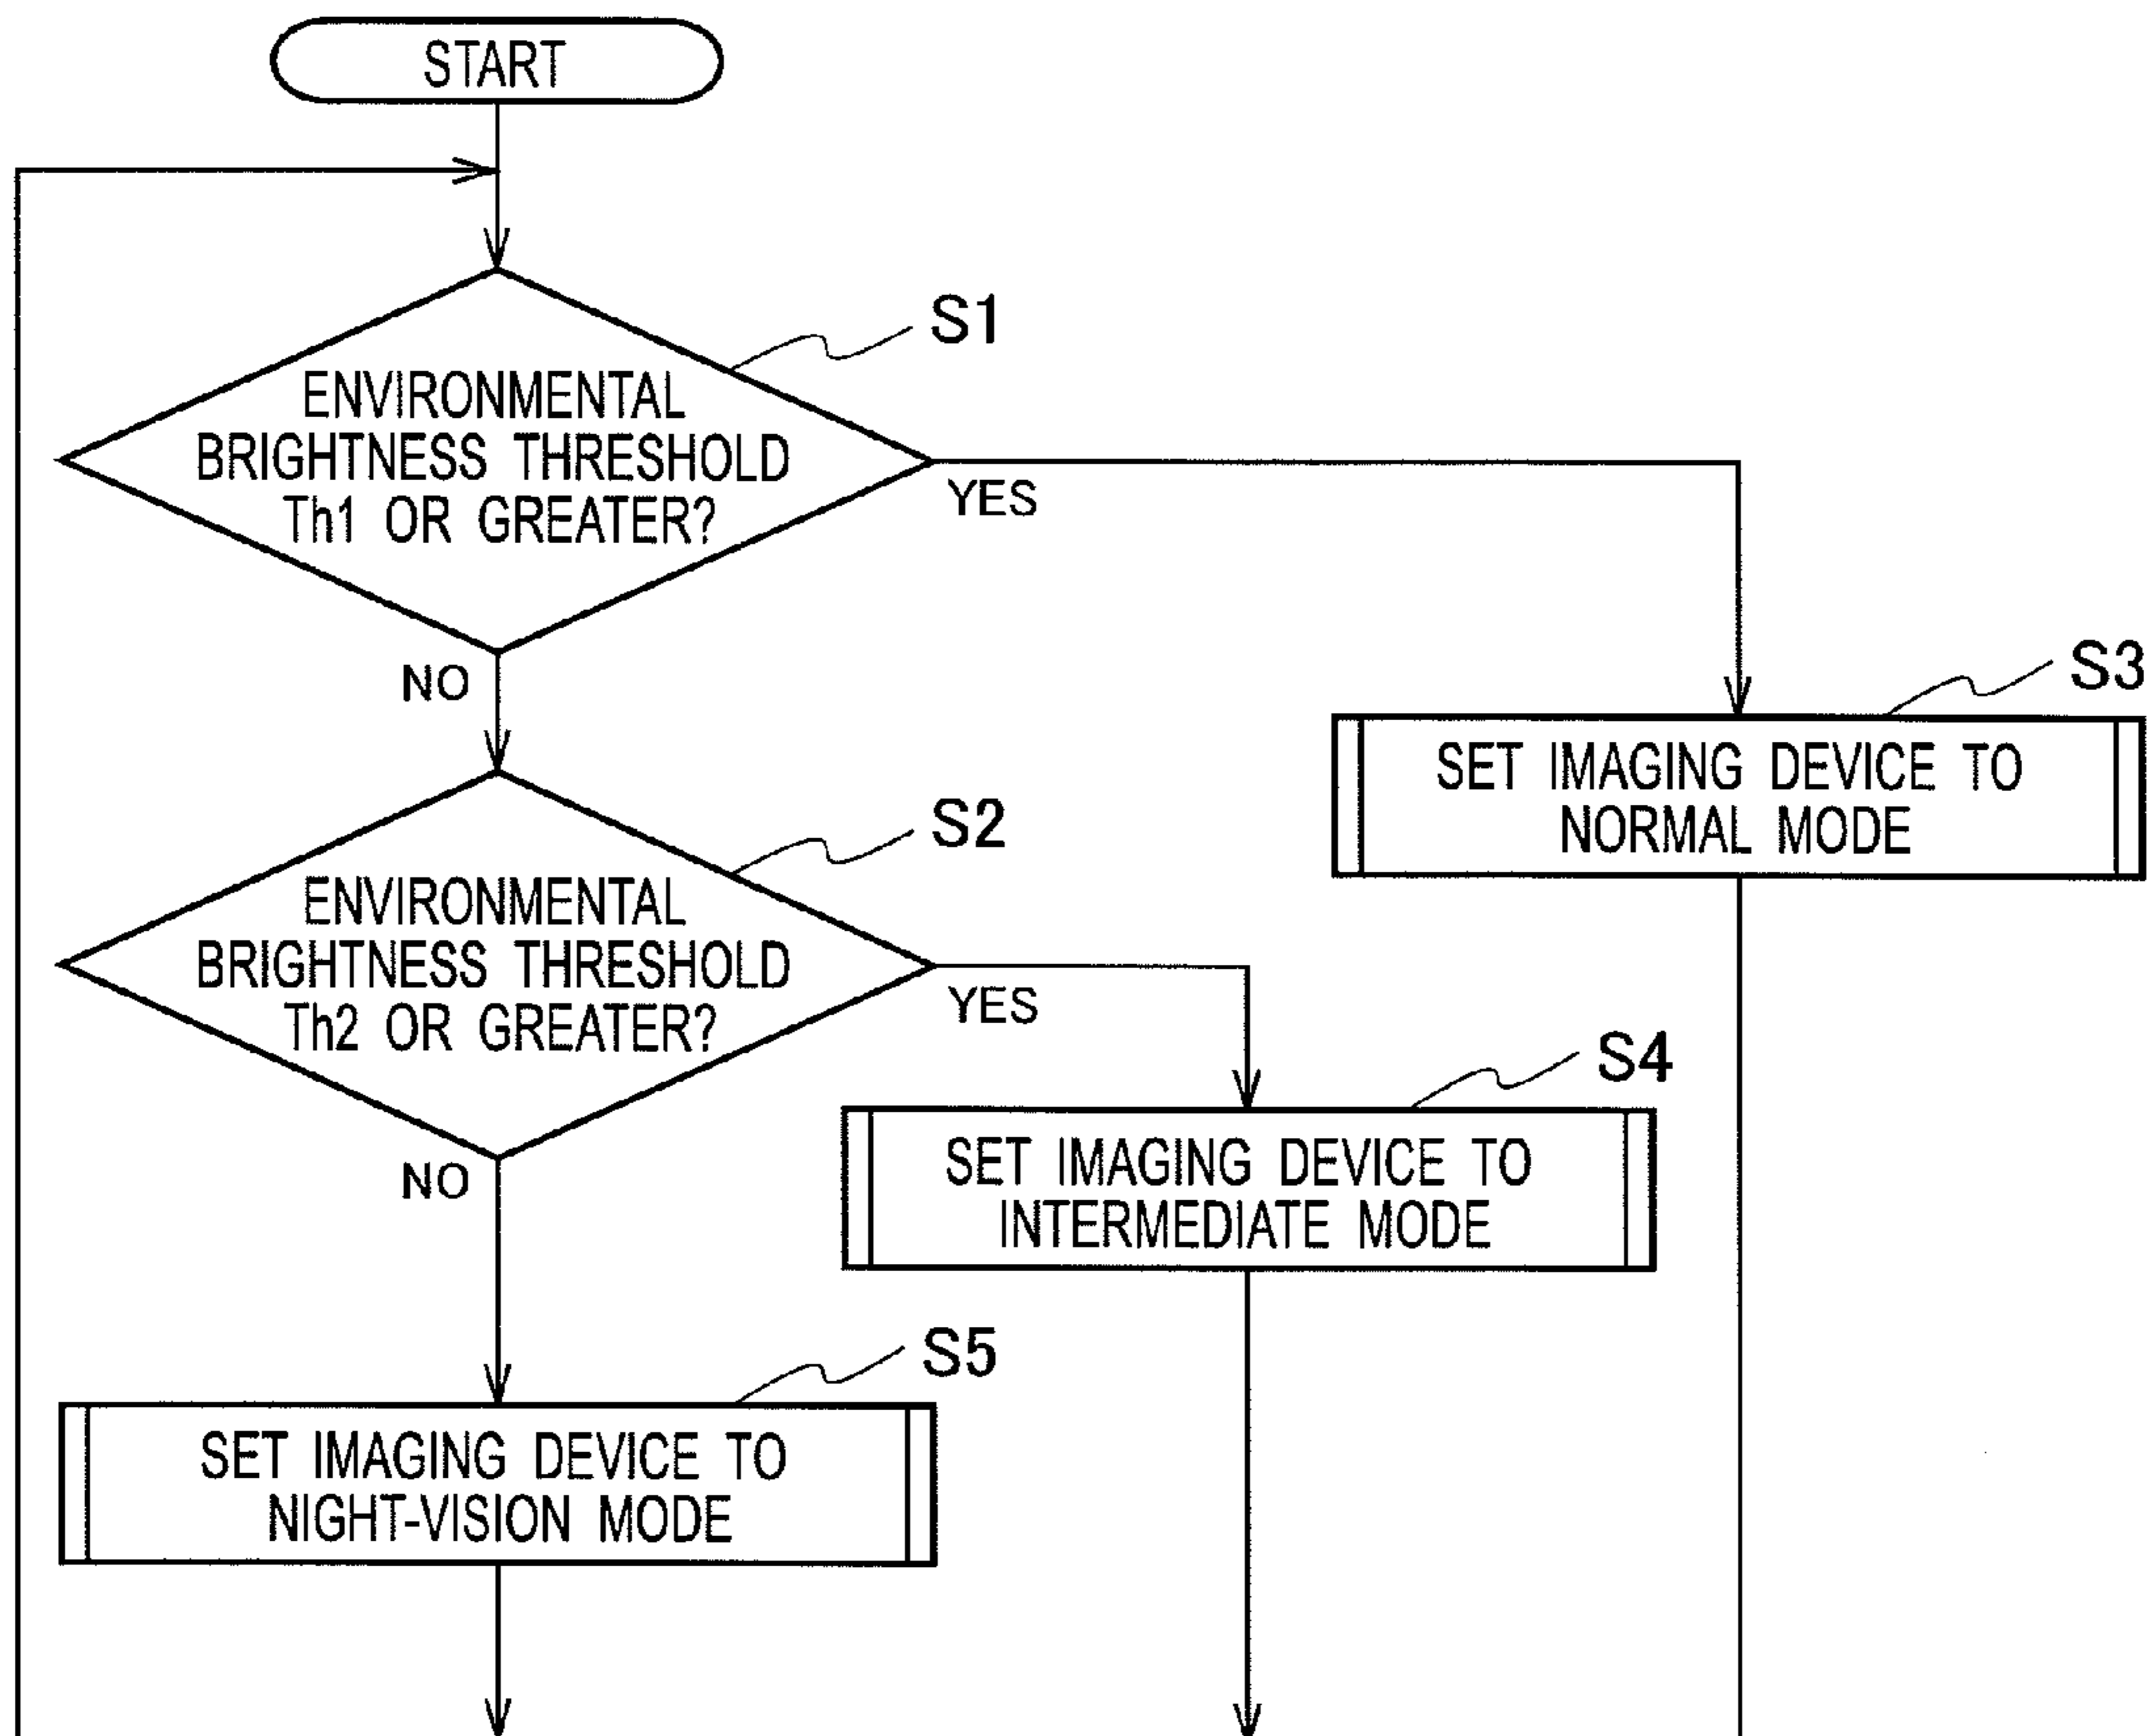 START
S1
ENVIRONMENTAL
BRIGHTNESS THRESHOLD
Th1 OR GREATER?
YES
NO
S3
SET IMAGING DEVICE TO
NORMAL MODE
S2
ENVIRONMENTAL
BRIGHTNESS THRESHOLD
Th2 OR GREATER?
YES
NO
S4
SET IMAGING DEVICE TO
INTERMEDIATE MODE
S5
SET IMAGING DEVICE TO
NIGHT-VISION MODE